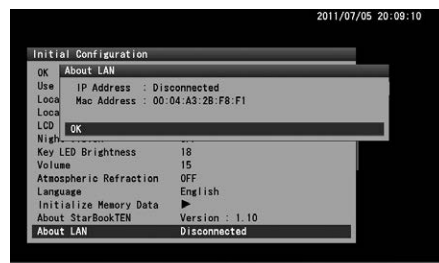 2011/07/05 20:09:10
Initial Configuration
OK
About LAN
Use
IP Address : Disconnected
Loca
Mac Address : 00:04:A3:2B:F8:F1
Loca
LCD
OK
Key LED Brightness 18
Volume 15
Atmospheric Refraction OFF
Language English
Initialize Memory Data ▶
About StarBookTEN Version : 1.10
About LAN Disconnected